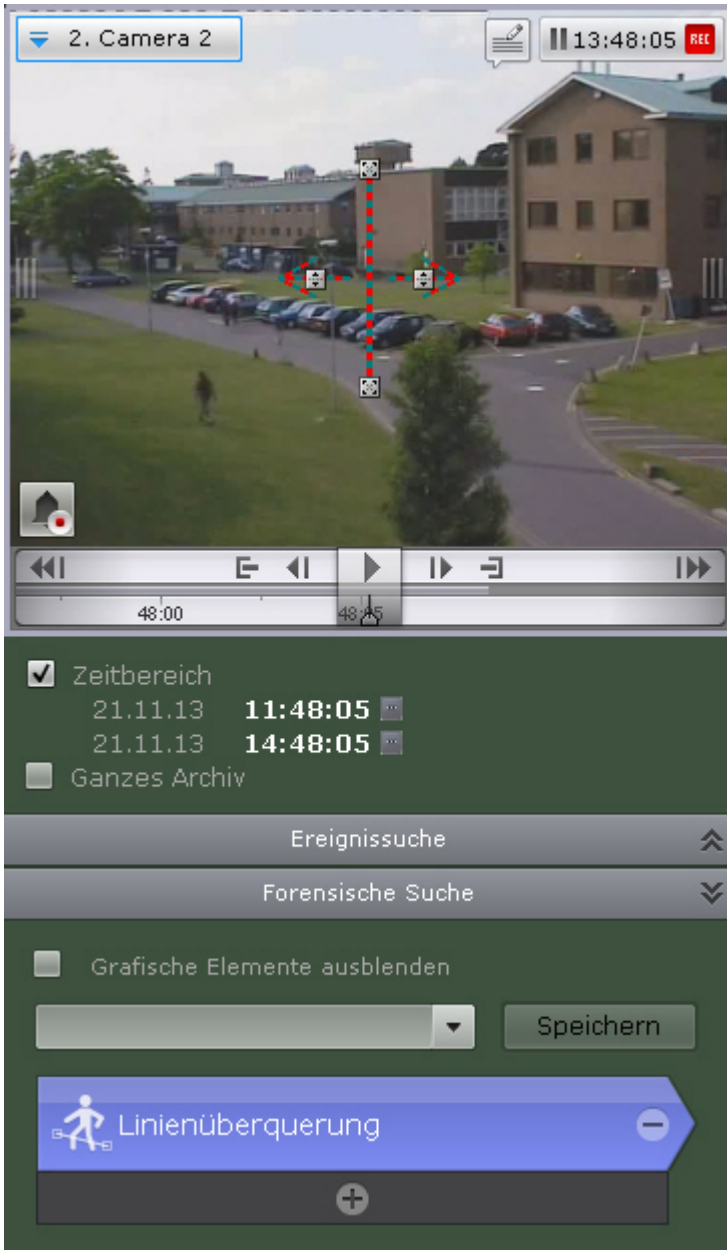 2. Camera 2
13:48:05 REC
48:00 48:05
Zeitbereich
21.11.13 11:48:05
21.11.13 14:48:05
Ganzes Archiv
Ereignissuche
Forensische Suche
Grafische Elemente ausblenden
Speichern
Linienüberquerung